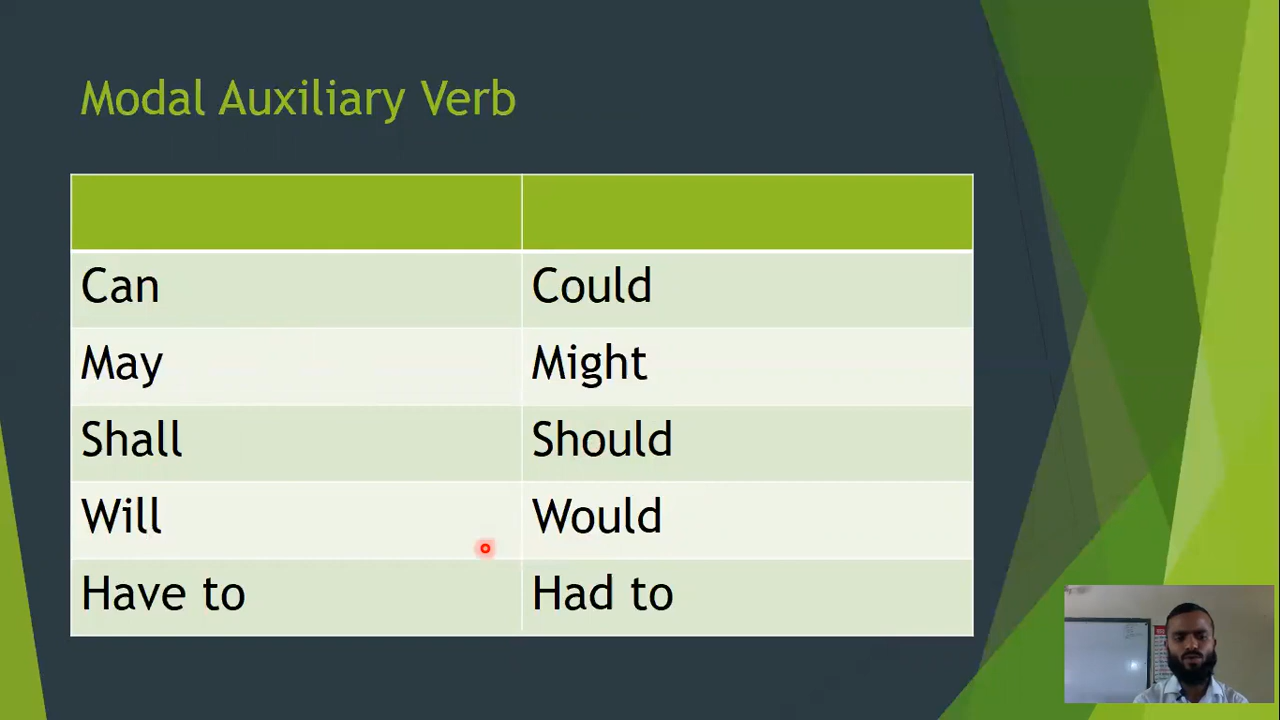 Modal Auxiliary Verb
Can Could
May Might
Shall Should
Will Would
Have to Had to